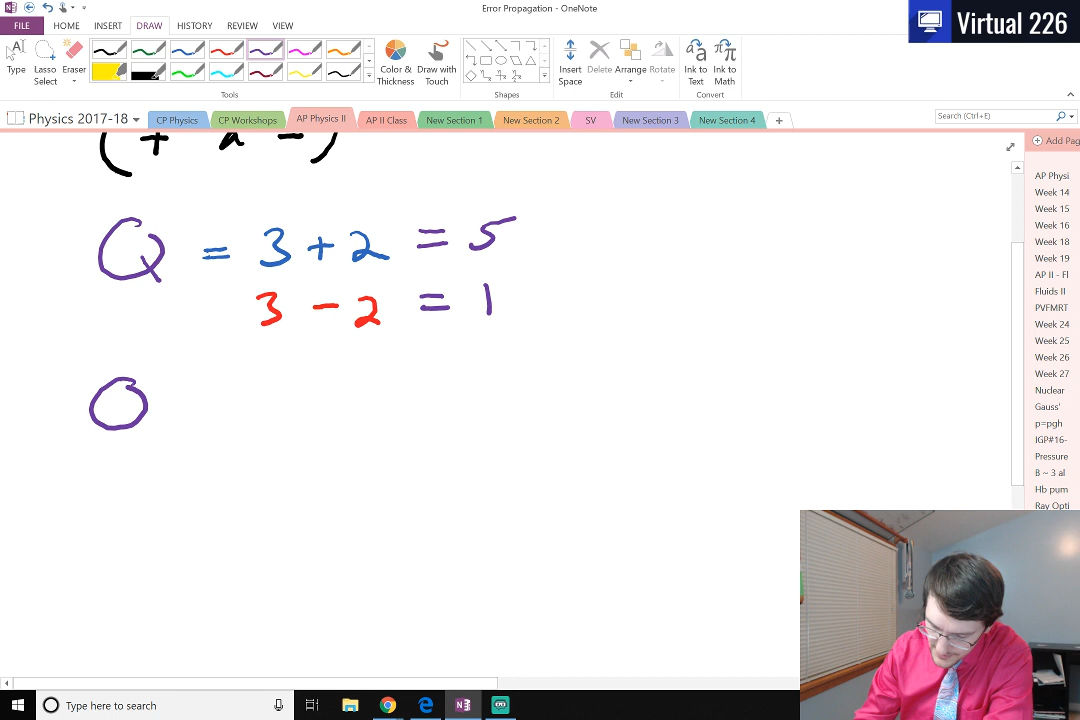 Error Propagation - OneNote
Virtual 226
FILE HOME INSERT DRAW HISTORY REVIEW VIEW
Type
Lasso Select
Eraser
Color & Thickness
Draw with Touch
Insert Space
Delete
Arrange
Rotate
Ink to Text
Ink to Math
Tools
Shapes
Edit
Convert
Physics 2017-18
CP Physics
CP Workshops
AP Physics II
AP II Class
New Section 1
New Section 2
SV
New Section 3
New Section 4
+
Search (Ctrl+E)
Add Pag
AP Physi
Week 14
Week 15
Week 16
Week 18
Week 19
AP II - Fl
Fluids II
PVFMRT
Week 24
Week 25
Week 26
Week 27
Nuclear
Gauss'
p=pgh
IGP#16-
Pressure
B ~ 3 al
Hb pum
Ray Opti
Q = 3 + 2 = 5
3 - 2 = 1
Type here to search